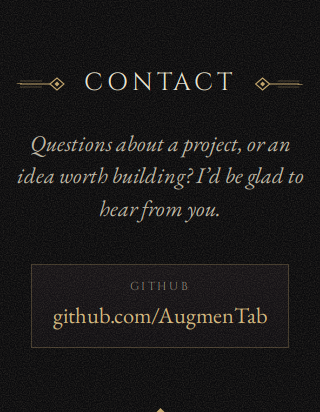 CONTACT
Questions about a project, or an
idea worth building? I'd be glad to
hear from you.
GITHUB
github.com/AugmenTab